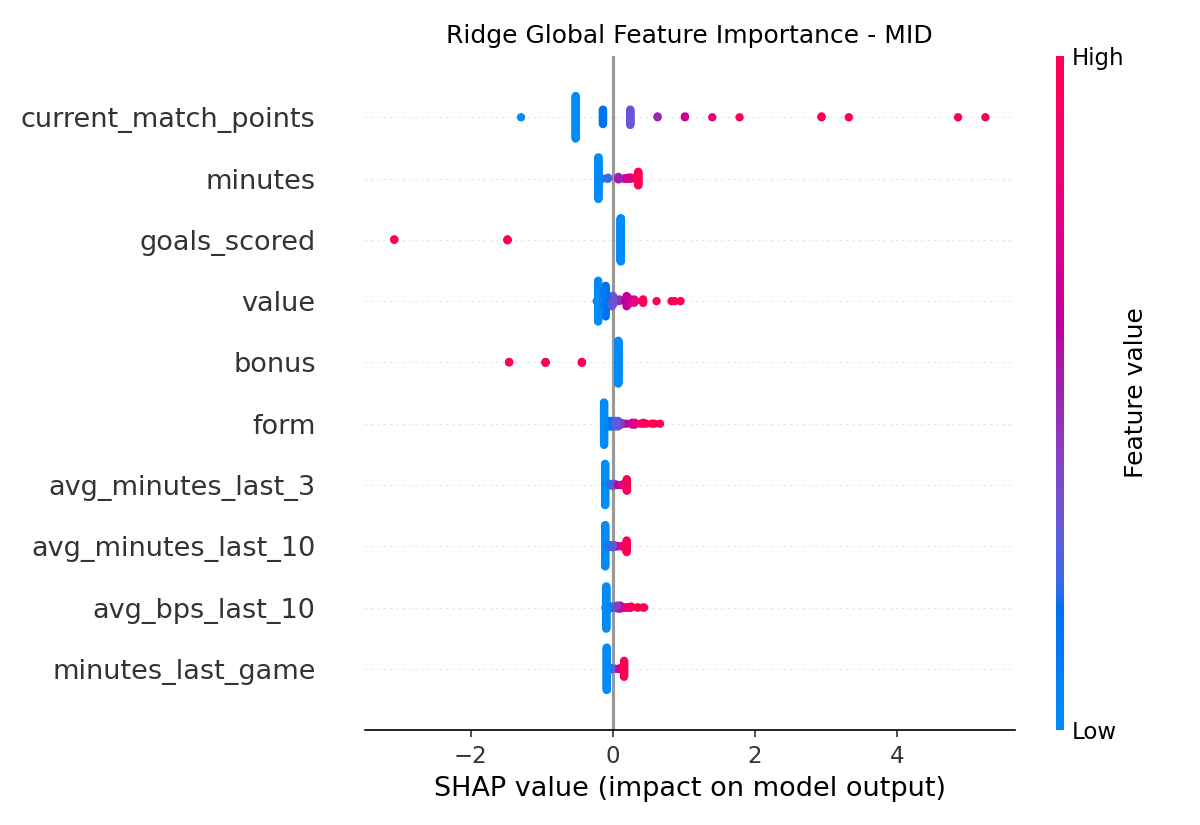 Ridge Global Feature Importance - MID
High
current_match_points
minutes
goals_scored
value
bonus
form
avg_minutes_last_3
avg_minutes_last_10
avg_bps_last_10
minutes_last_game
Feature value
Low
−2
0
2
4
SHAP value (impact on model output)